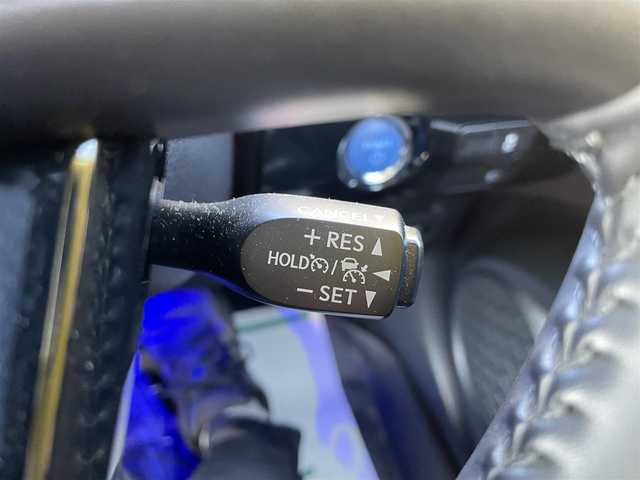 CANCEL▼
+ RES ▲
HOLD / ◀
− SET ▼